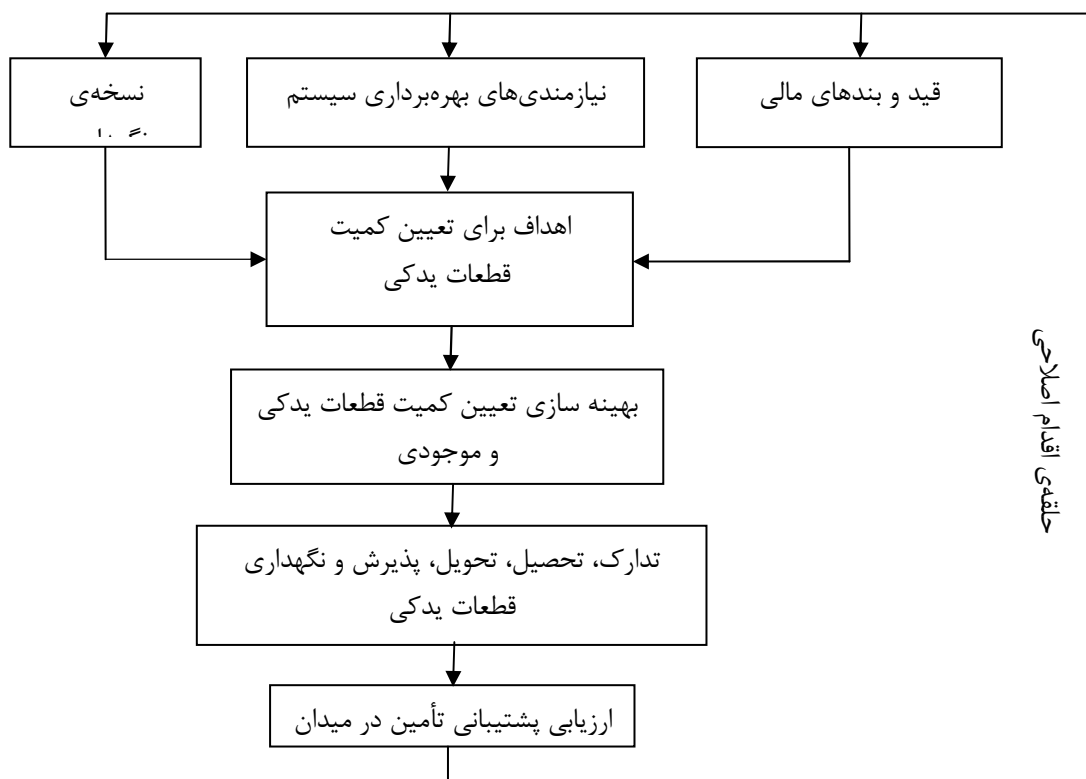 قید و بندهای مالی
نیازمندی‌های بهره‌برداری سیستم
نسخه‌ی
اهداف برای تعیین کمیت
قطعات یدکی
بهینه سازی تعیین کمیت قطعات یدکی
و موجودی
تدارک، تحصیل، تحویل، پذیرش و نگهداری
قطعات یدکی
ارزیابی پشتیبانی تأمین در میدان
حلقه‌ی اقدام اصلاحی